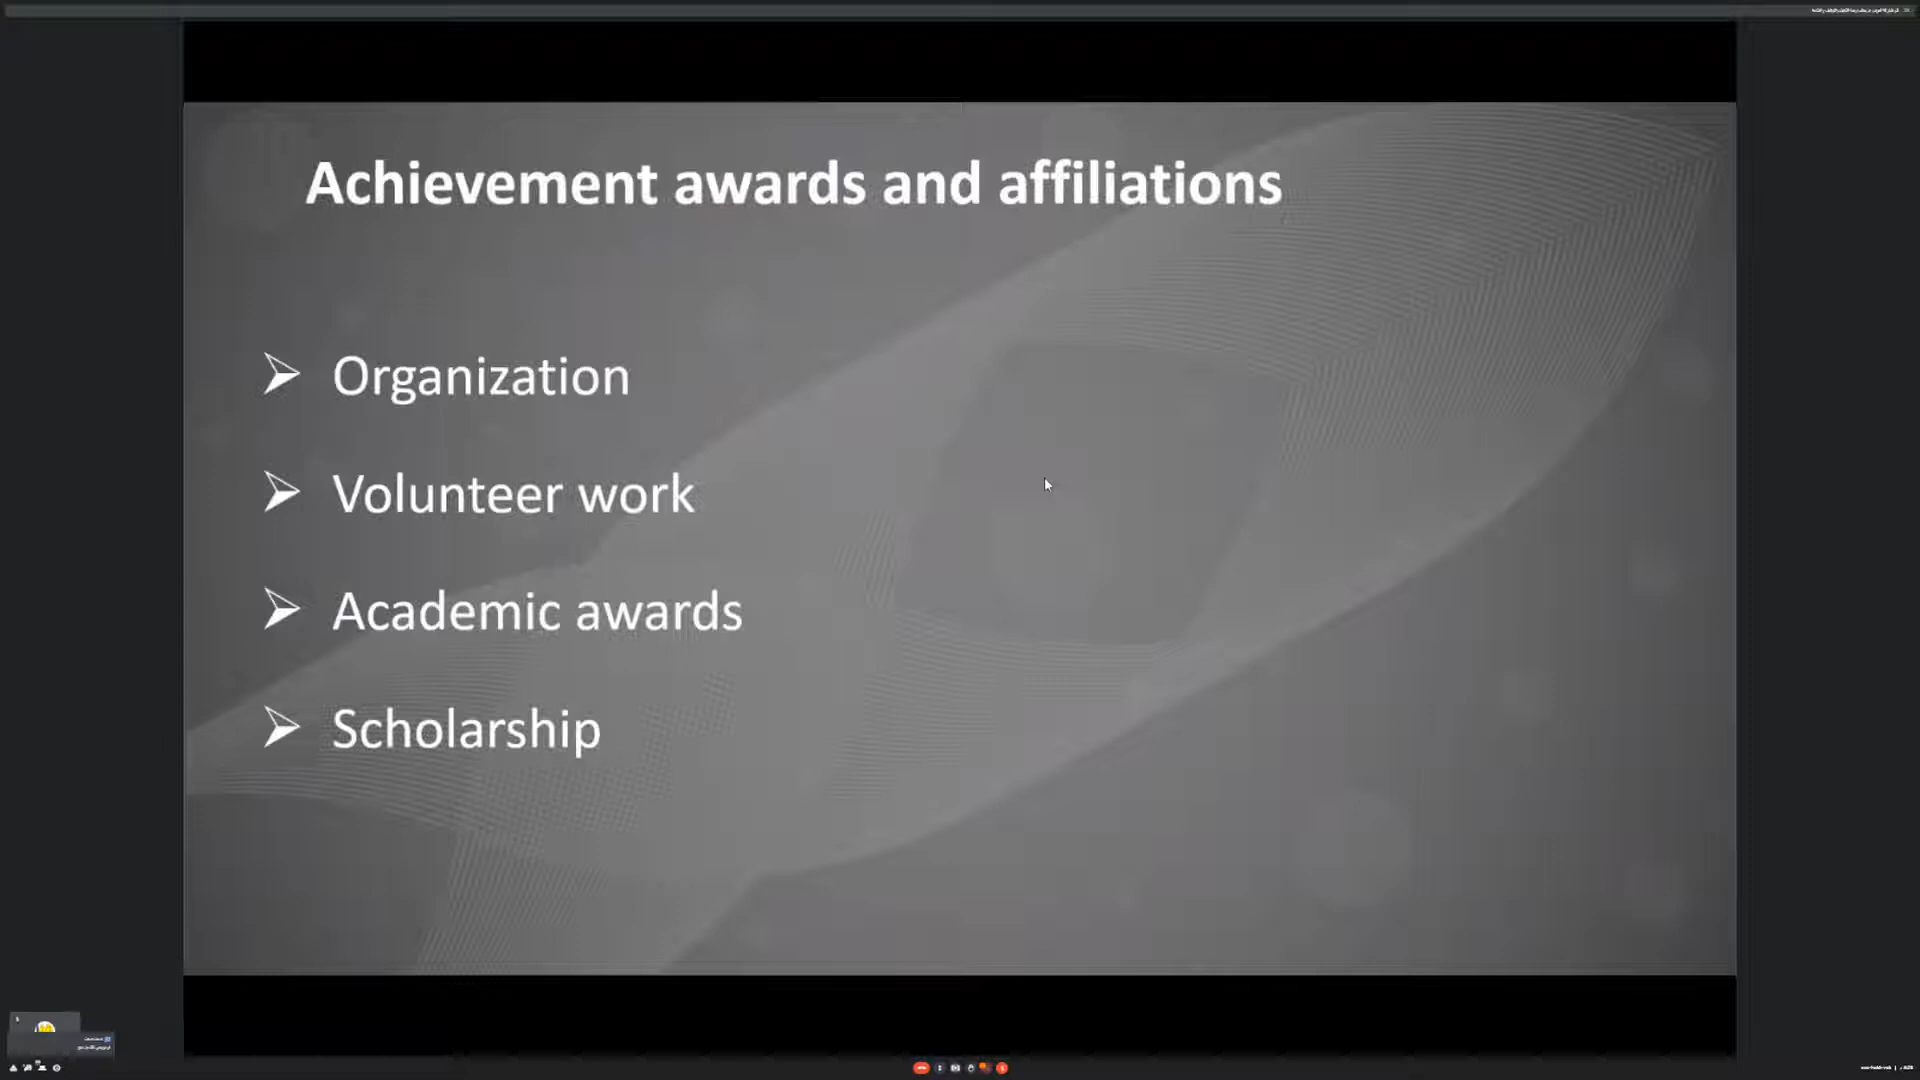 Achievement awards and affiliations
Organization
Volunteer work
Academic awards
Scholarship